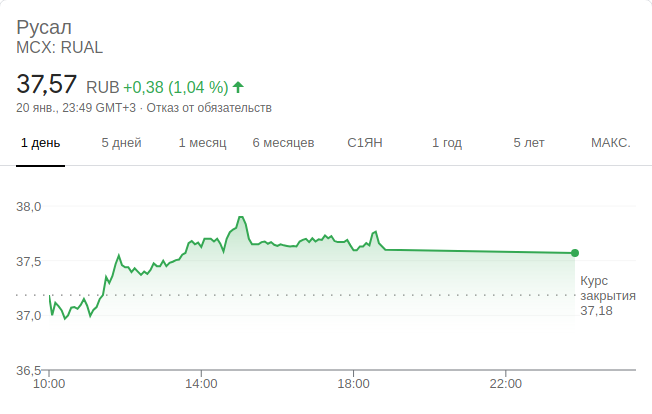 Русал
MCX: RUAL
37,57 RUB +0,38 (1,04 %)
20 янв., 23:49 GMT+3 · Отказ от обязательств
1 день 5 дней 1 месяц 6 месяцев С1ЯН 1 год 5 лет МАКС.
38,0
37,5
Курс
закрытия
37,18
37,0
36,5
10:00 14:00 18:00 22:00